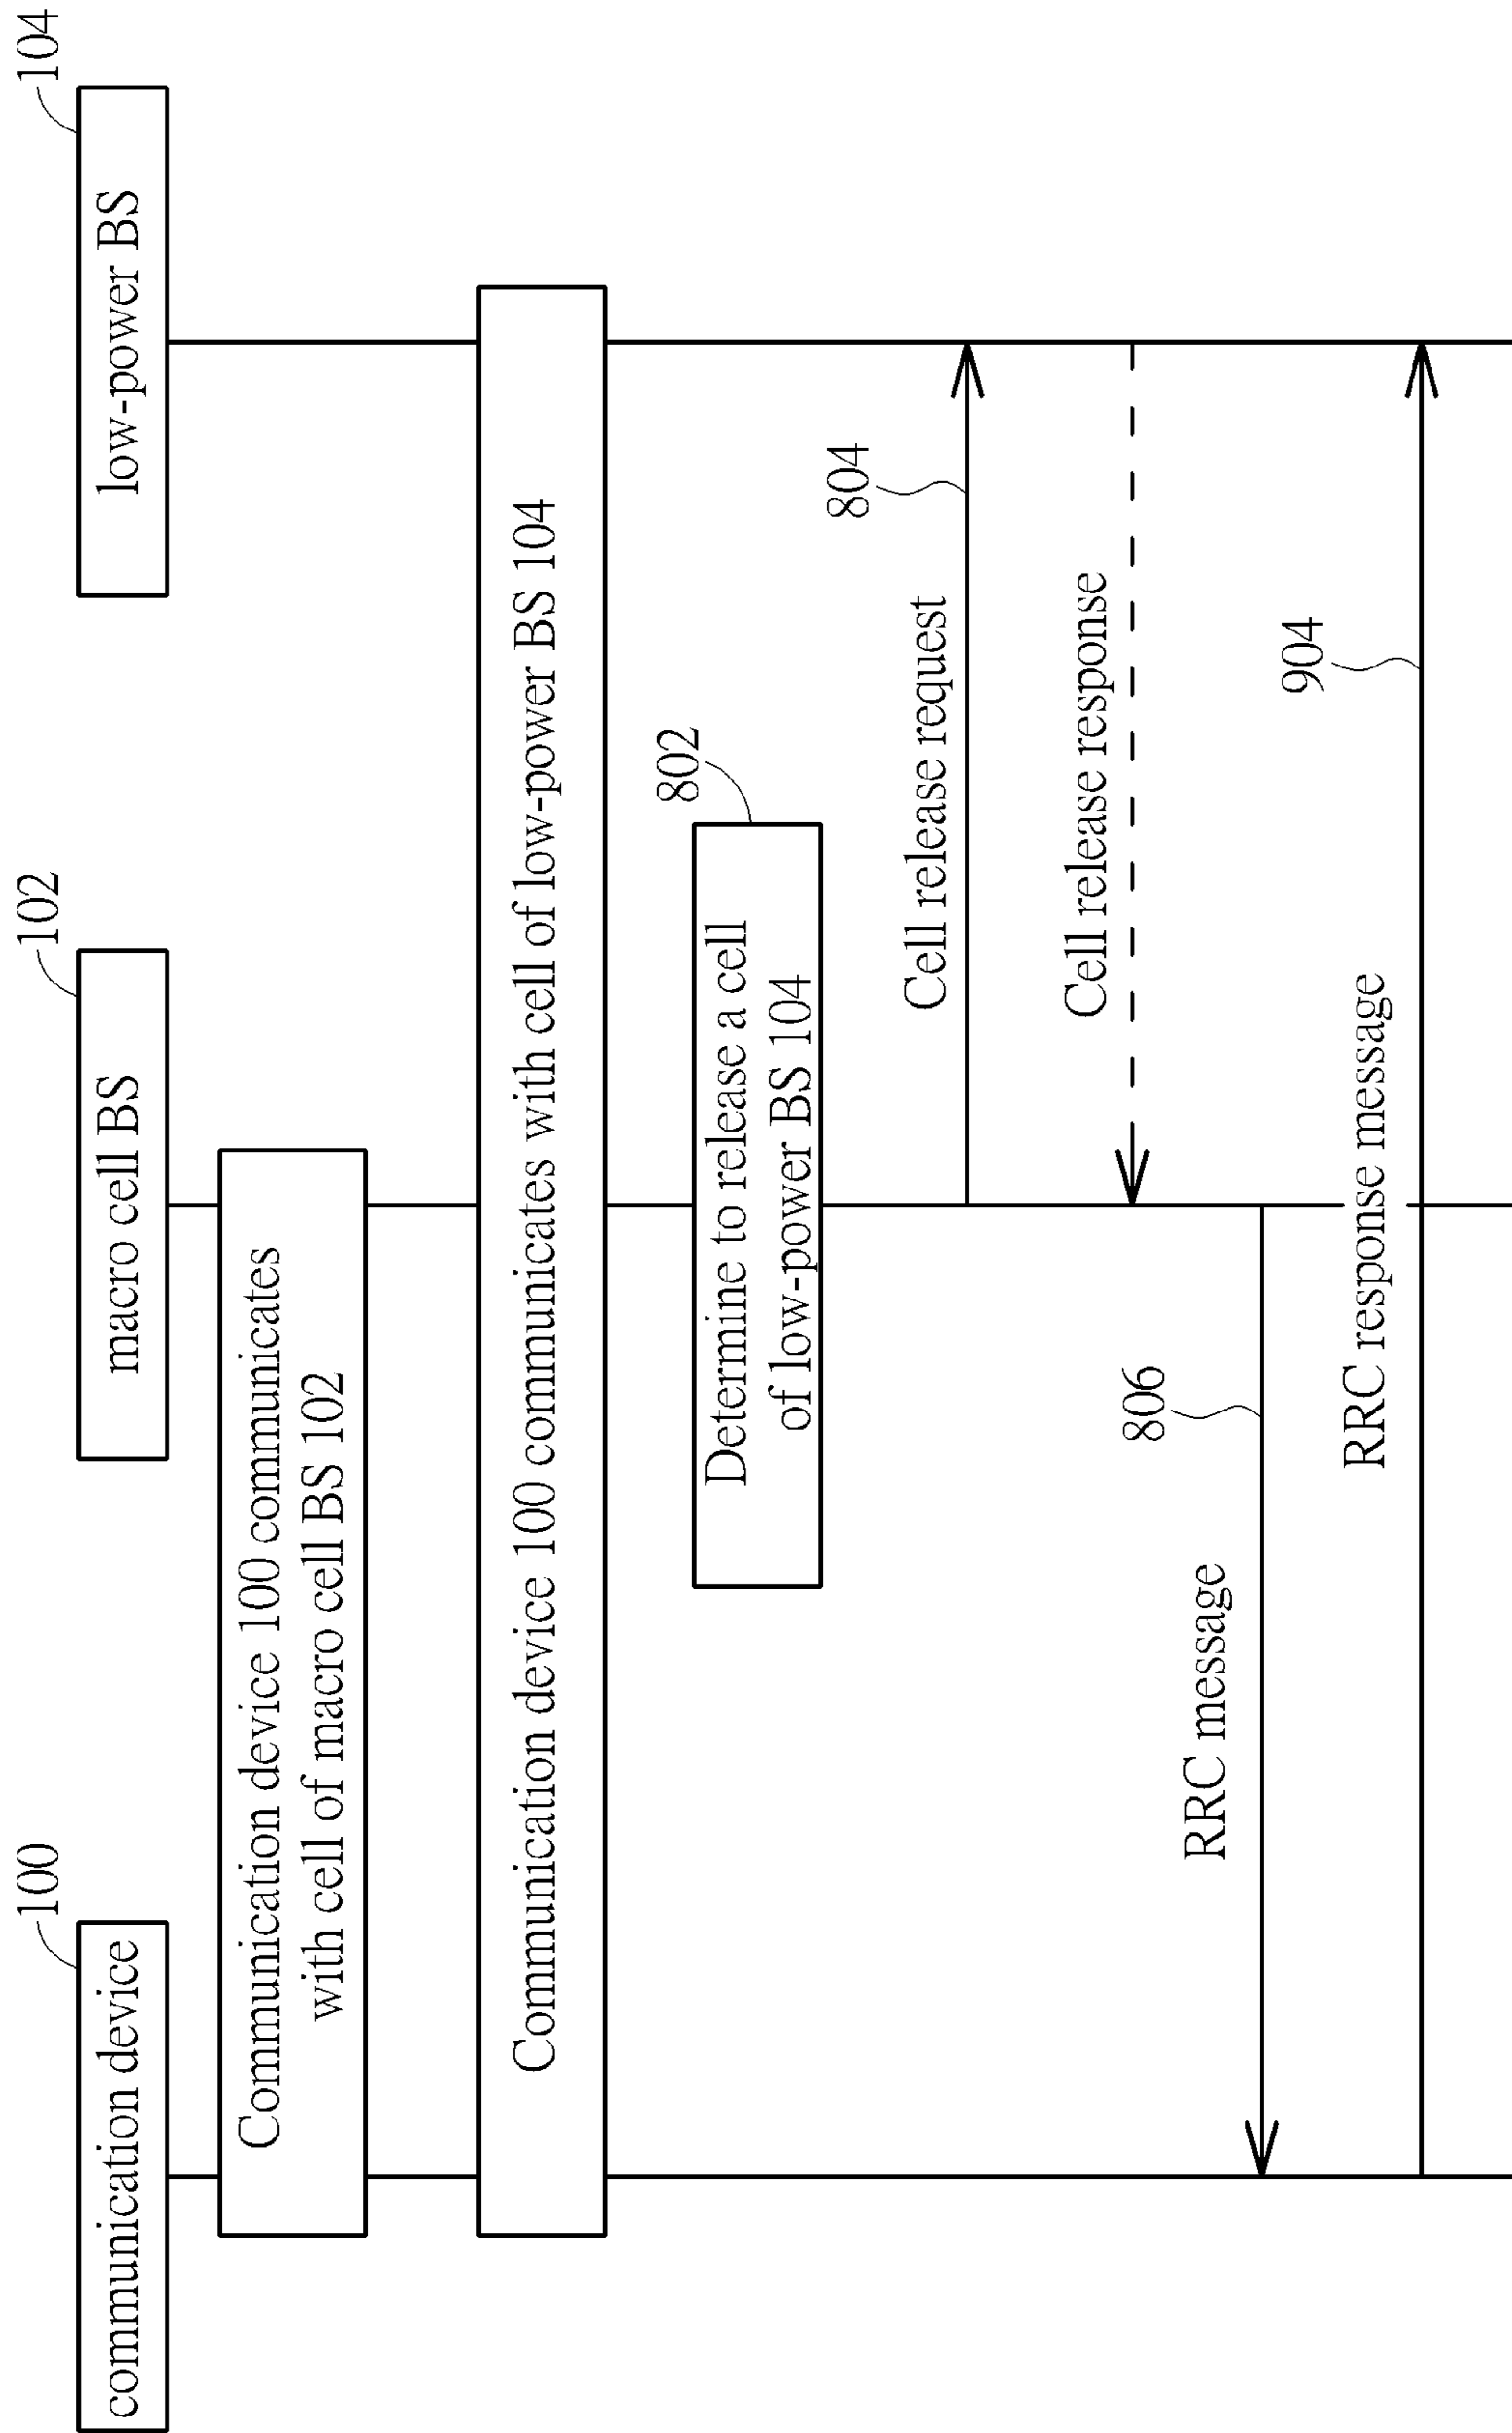 100
102
104
communication device
macro cell BS
low-power BS
Communication device 100 communicates
with cell of macro cell BS 102
Communication device 100 communicates with cell of low-power BS 104
802
Determine to release a cell
of low-power BS 104
804
Cell release request
Cell release response
806
RRC message
904
RRC response message